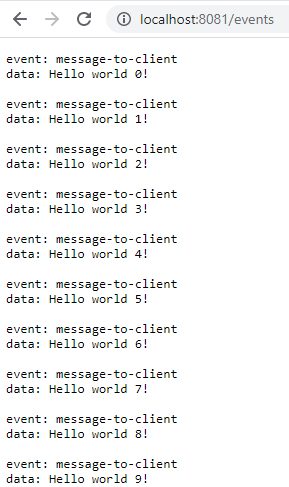 localhost:8081/events
event: message-to-client
data: Hello world 0!
event: message-to-client
data: Hello world 1!
event: message-to-client
data: Hello world 2!
event: message-to-client
data: Hello world 3!
event: message-to-client
data: Hello world 4!
event: message-to-client
data: Hello world 5!
event: message-to-client
data: Hello world 6!
event: message-to-client
data: Hello world 7!
event: message-to-client
data: Hello world 8!
event: message-to-client
data: Hello world 9!